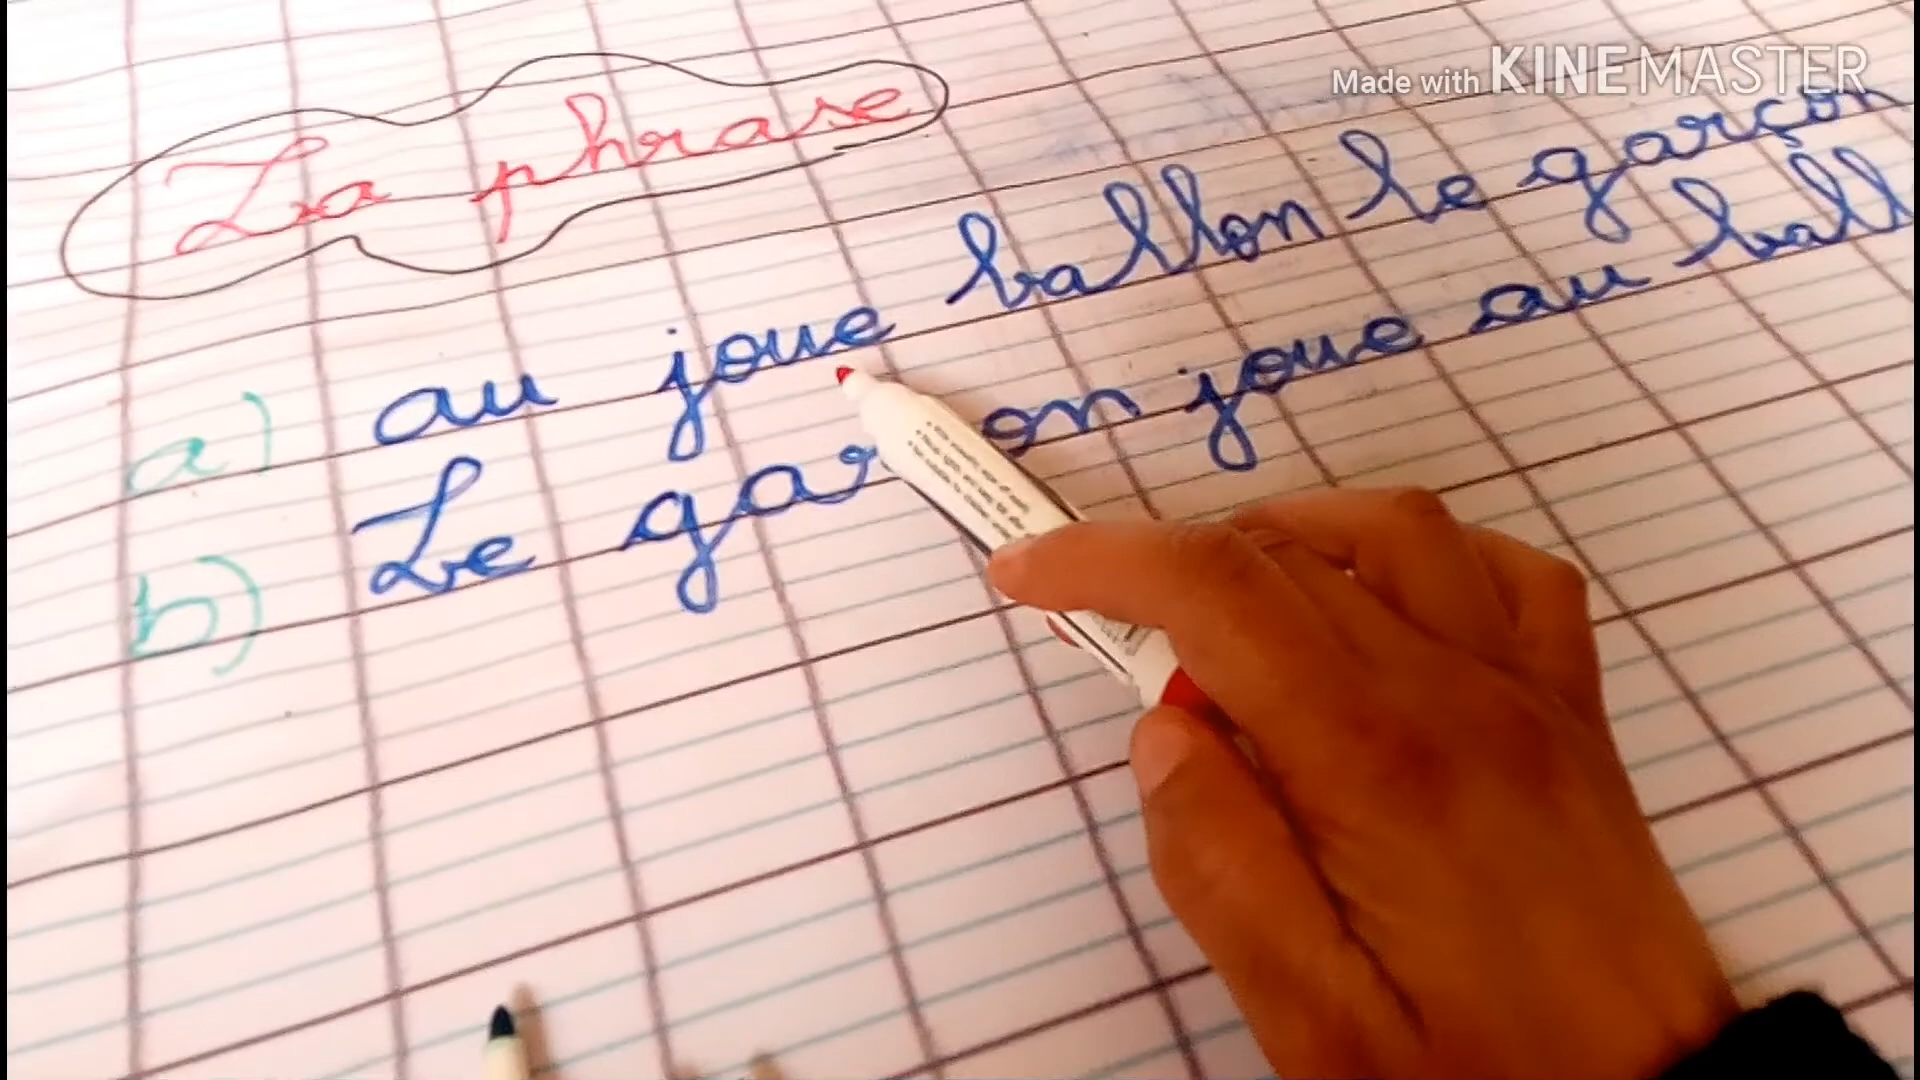 Made with KINEMASTER
La phrase
a) au joue ballon le garçon
b) Le gar on joue au ball